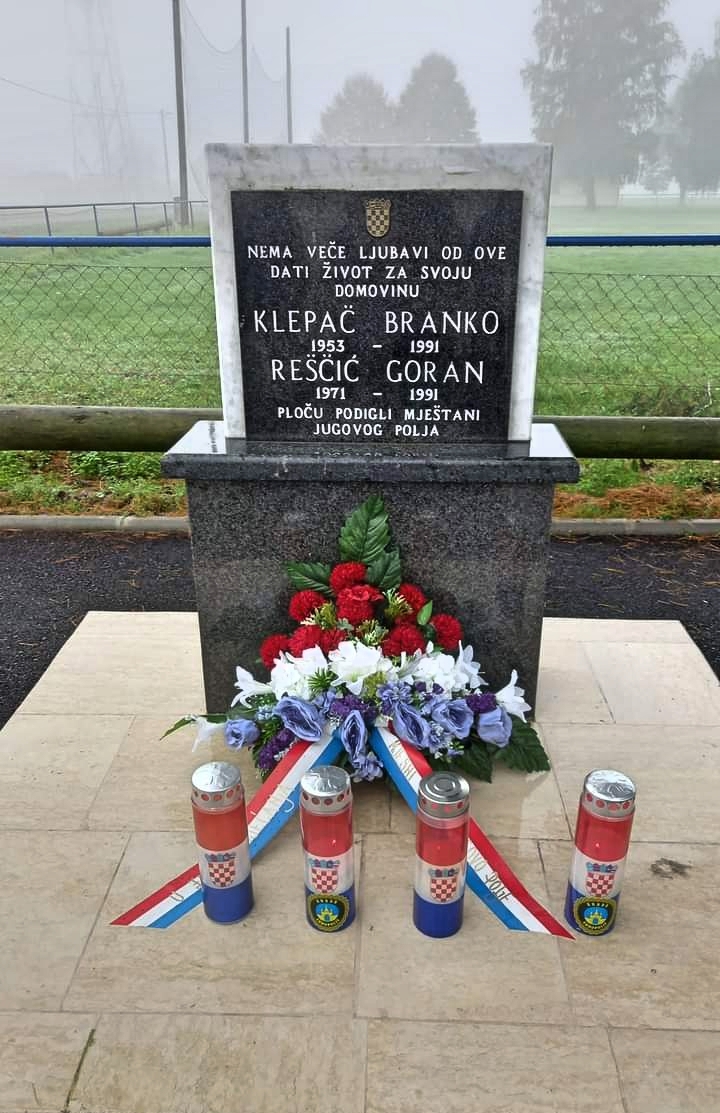 NEMA VEČE LJUBAVI OD OVE
DATI ŽIVOT ZA SVOJU
DOMOVINU
KLEPAČ BRANKO
1953 – 1991
REŠČIĆ GORAN
1971 – 1991
PLOČU PODIGLI MJEŠTANI
JUGOVOG POLJA